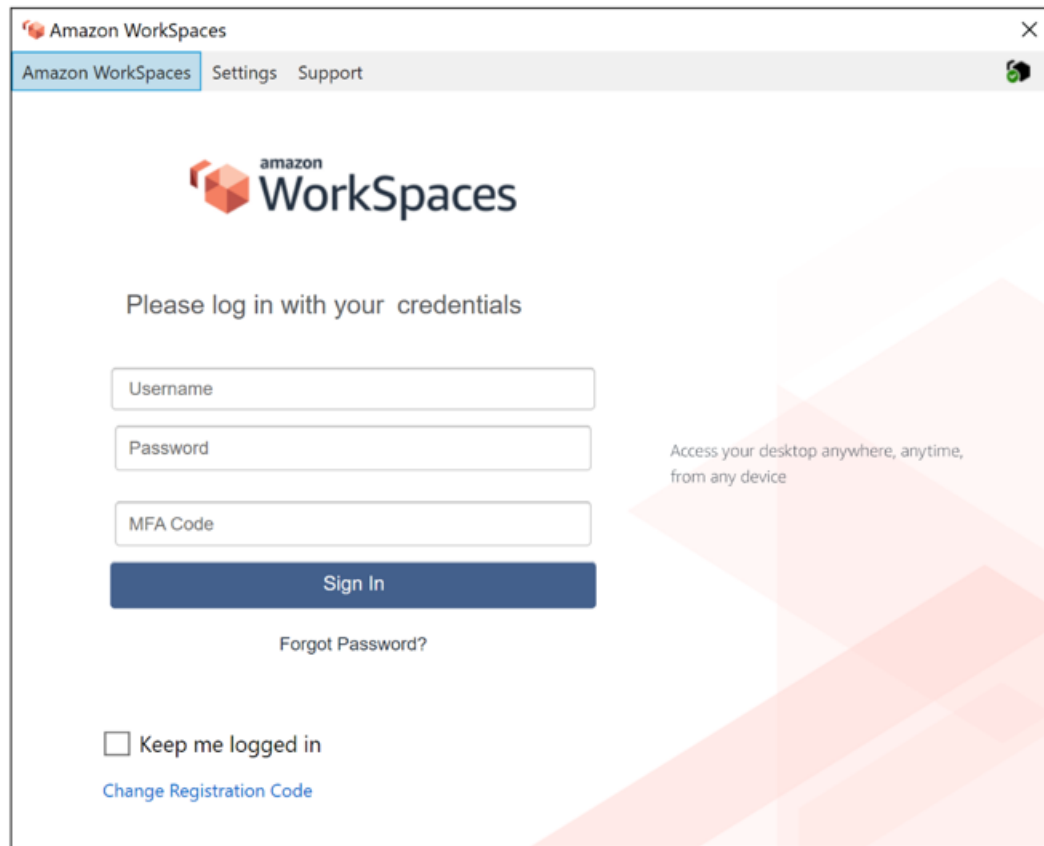 Amazon WorkSpaces
Amazon WorkSpaces Settings Support
amazon
WorkSpaces
Please log in with your credentials
Username
Password
MFA Code
Sign In
Forgot Password?
Keep me logged in
Change Registration Code
Access your desktop anywhere, anytime,
from any device